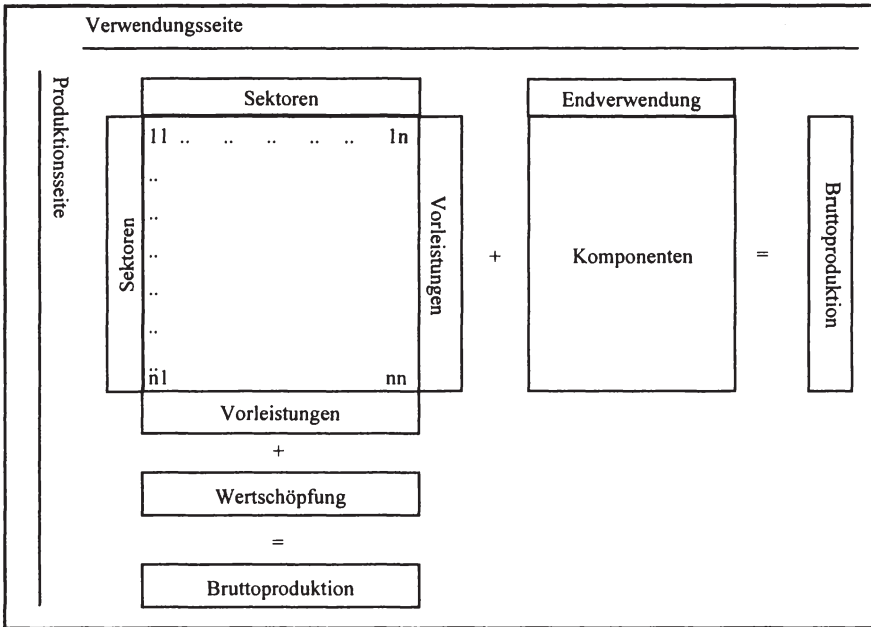 Verwendungsseite
Produktionsseite
Sektoren
Endverwendung
Sektoren
11 .. .. .. .. .. 1n
..
..
..
..
..
..
n1 nn
Vorleistungen
+
Komponenten
=
Bruttoproduktion
Vorleistungen
+
Wertschöpfung
=
Bruttoproduktion